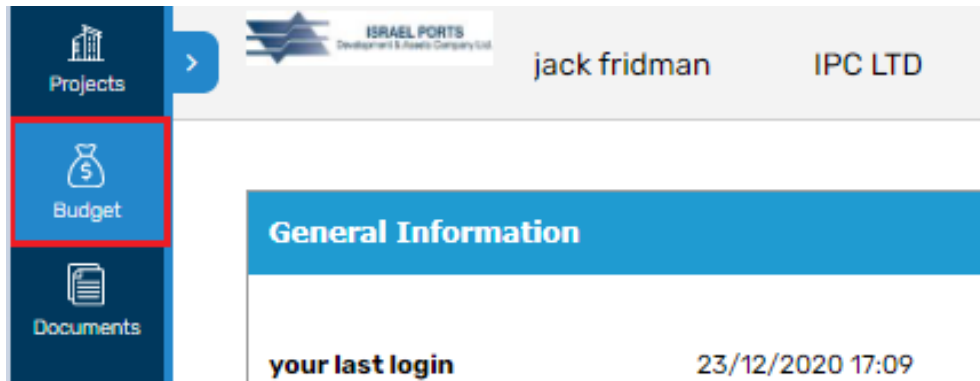 Projects
Budget
Documents
ISRAEL PORTS
Development & Assets Company Ltd.
jack fridman
IPC LTD
General Information
your last login 23/12/2020 17:09